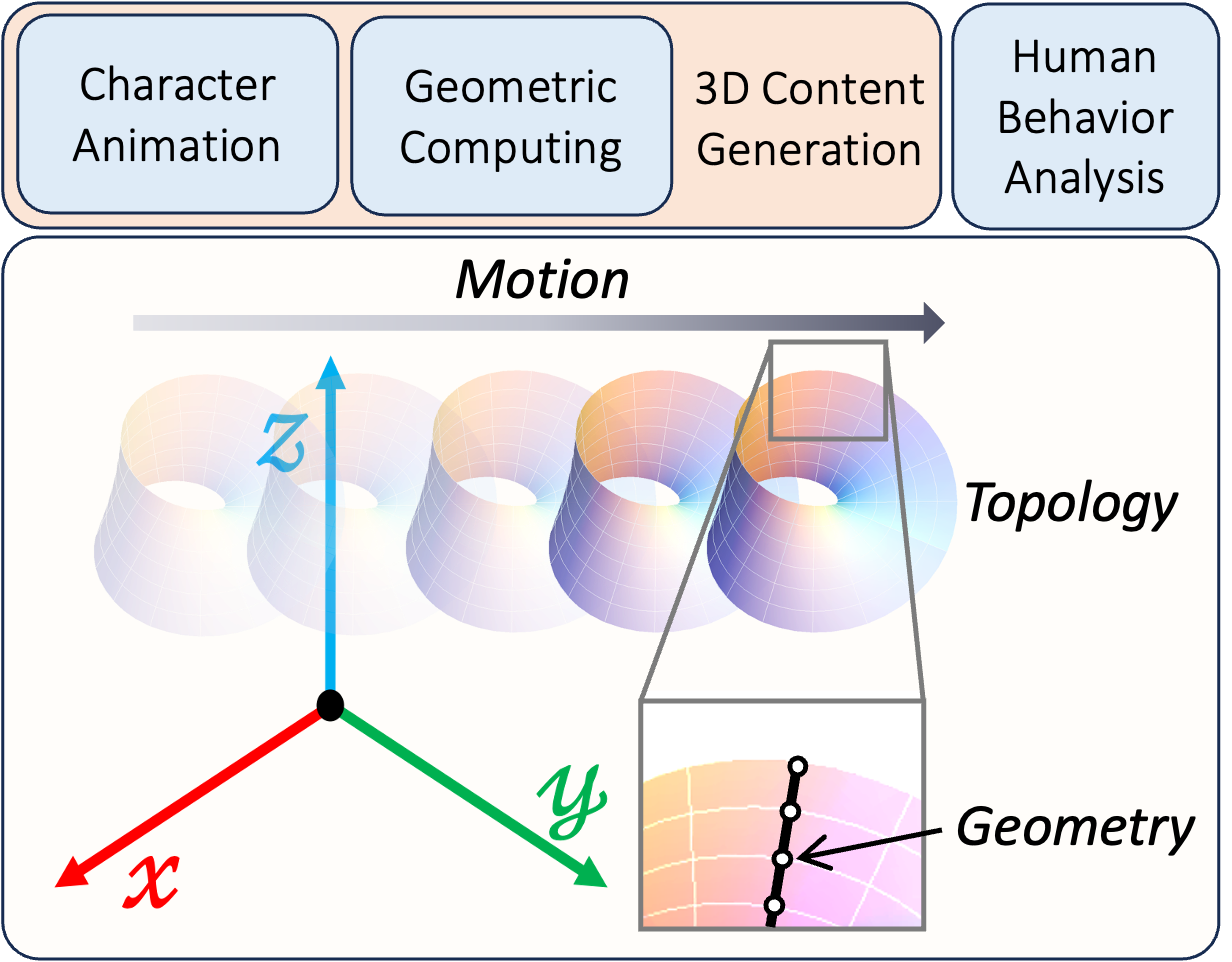 Character
Animation
Geometric
Computing
3D Content
Generation
Human
Behavior
Analysis
Motion
z
Topology
y
Geometry
x